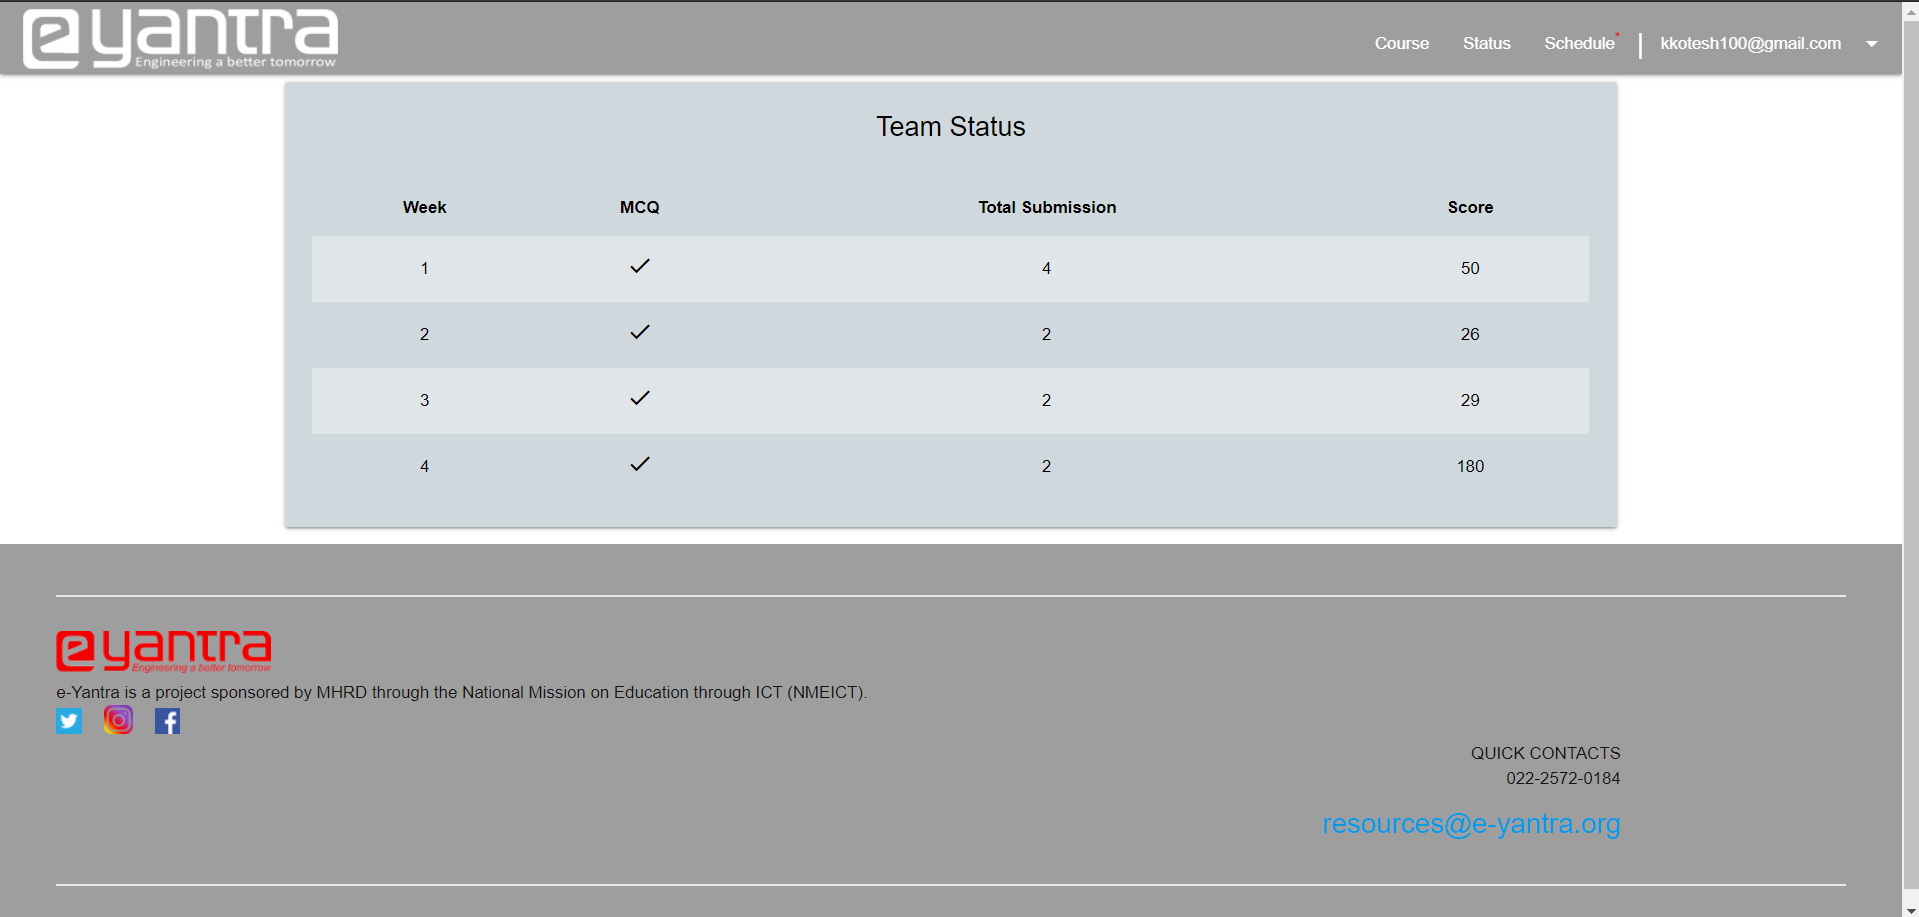 e yantra
Engineering a better tomorrow
Course Status Schedule* kkotesh100@gmail.com
Team Status
Week MCQ Total Submission Score
1 ✓ 4 50
2 ✓ 2 26
3 ✓ 2 29
4 ✓ 2 180
e yantra
Engineering a better tomorrow
e-Yantra is a project sponsored by MHRD through the National Mission on Education through ICT (NMEICT).
QUICK CONTACTS
022-2572-0184
resources@e-yantra.org